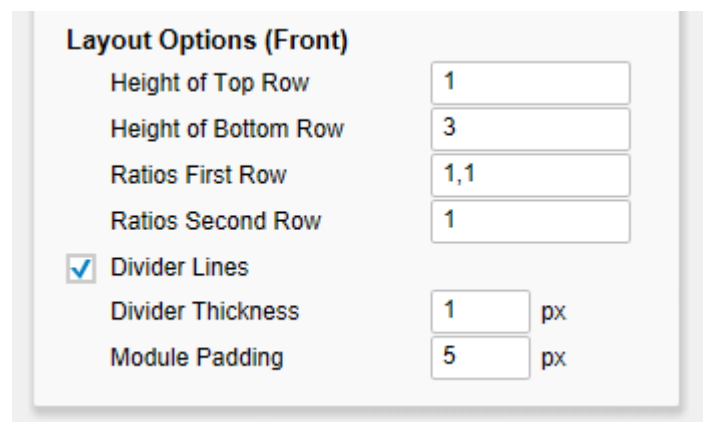 Layout Options (Front)
Height of Top Row 1
Height of Bottom Row 3
Ratios First Row 1,1
Ratios Second Row 1
Divider Lines
Divider Thickness 1 px
Module Padding 5 px